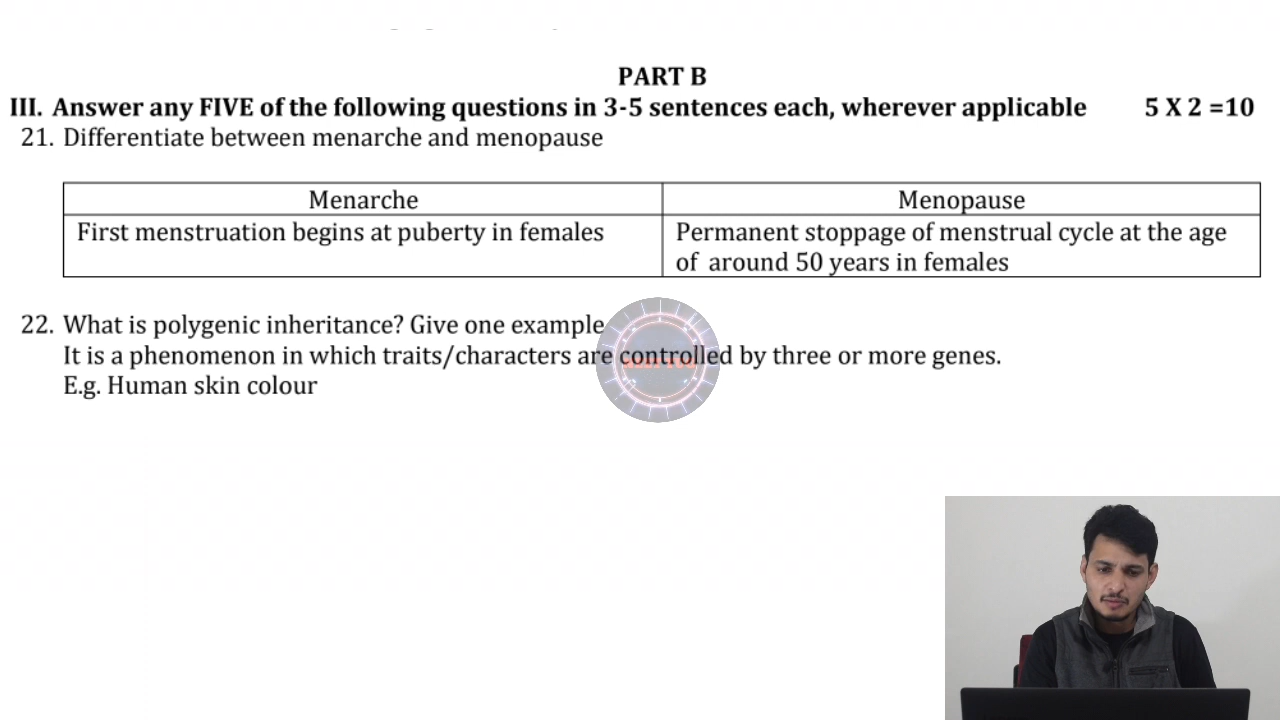 PART B
III. Answer any FIVE of the following questions in 3-5 sentences each, wherever applicable 5 X 2 =10
21. Differentiate between menarche and menopause
Menarche Menopause
First menstruation begins at puberty in females Permanent stoppage of menstrual cycle at the age
of around 50 years in females
22. What is polygenic inheritance? Give one example
It is a phenomenon in which traits/characters are controlled by three or more genes.
E.g. Human skin colour